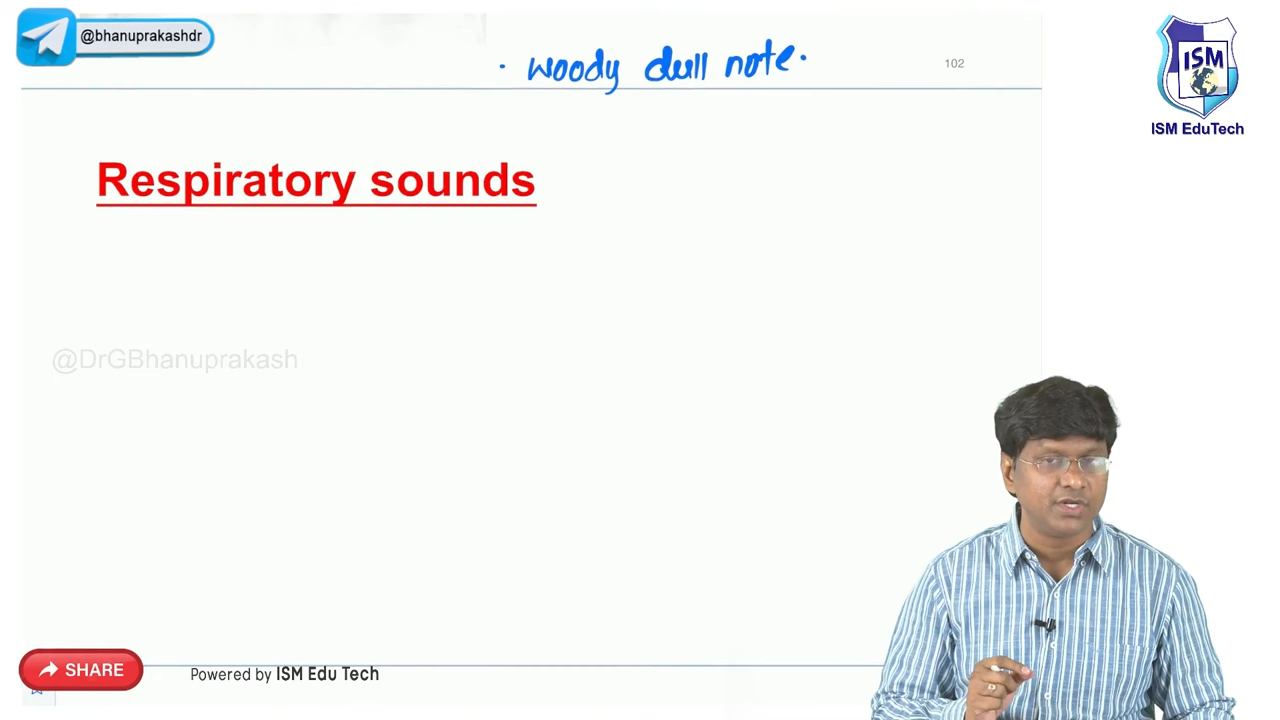 @bhanuprakashdr
· woody dull note ·
102
ISM
ISM EduTech
Respiratory sounds
@DrGBhanuprakash
SHARE
Powered by ISM Edu Tech